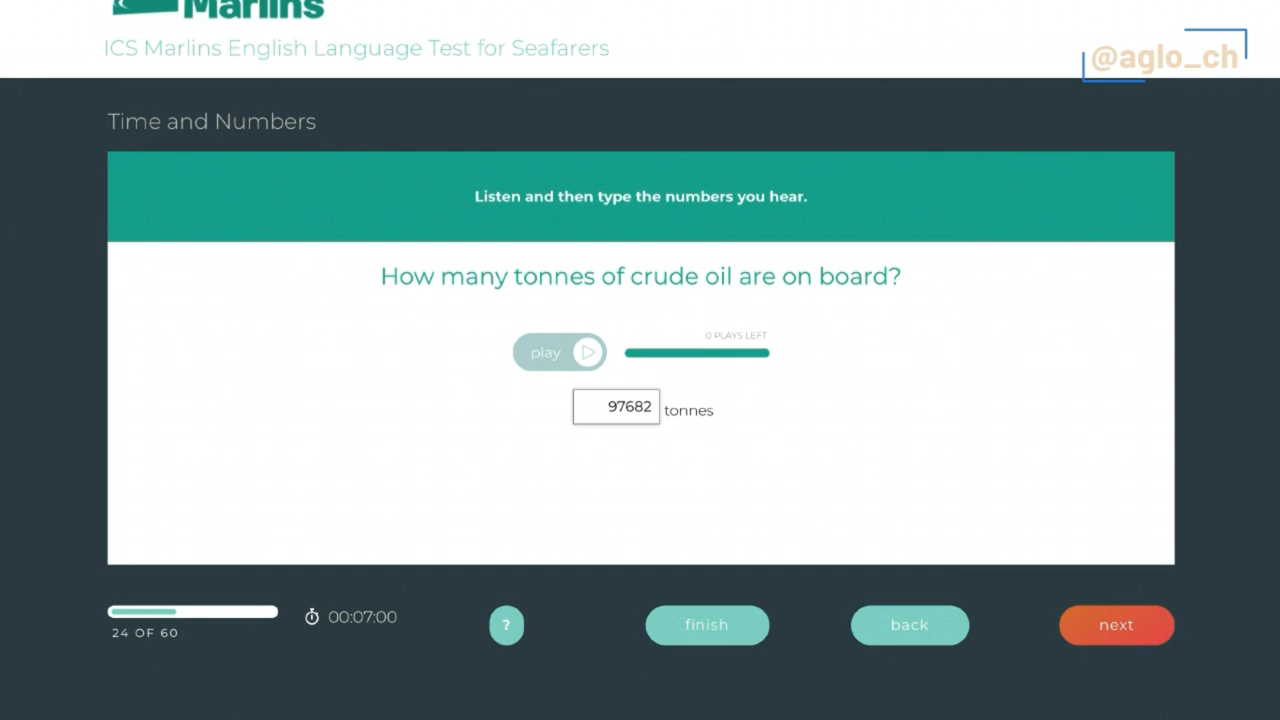 Marlins
ICS Marlins English Language Test for Seafarers
@aglo_ch
Time and Numbers
Listen and then type the numbers you hear.
How many tonnes of crude oil are on board?
0 PLAYS LEFT
play
97682 tonnes
24 OF 60
00:07:00
?
finish
back
next